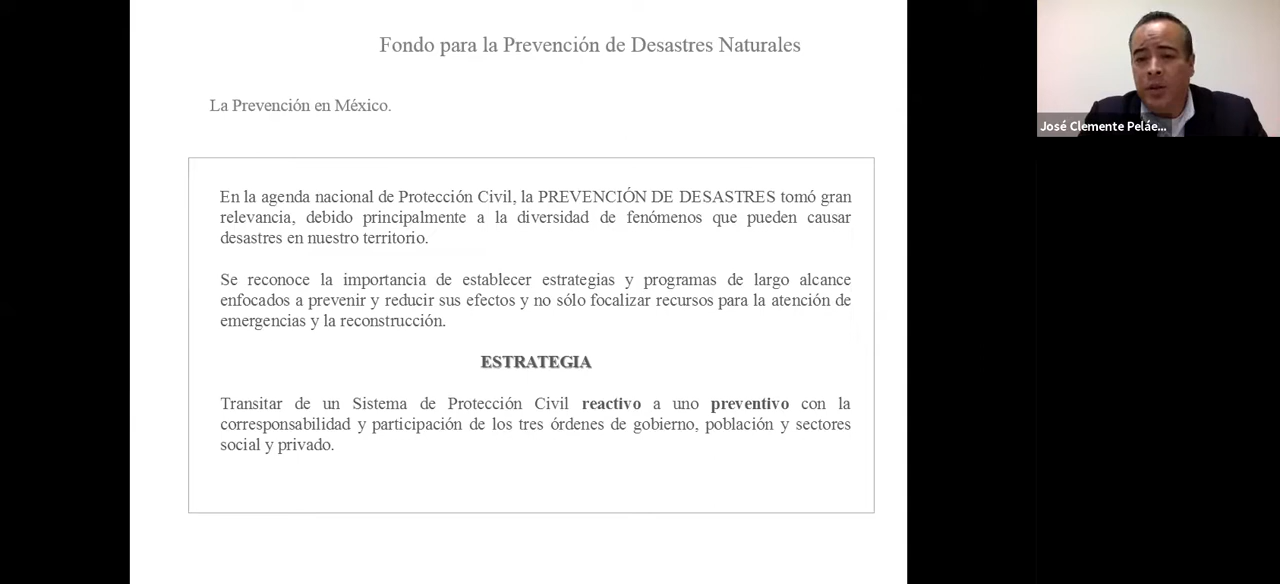 Fondo para la Prevención de Desastres Naturales
La Prevención en México.
En la agenda nacional de Protección Civil, la PREVENCIÓN DE DESASTRES tomó gran
relevancia, debido principalmente a la diversidad de fenómenos que pueden causar
desastres en nuestro territorio.
Se reconoce la importancia de establecer estrategias y programas de largo alcance
enfocados a prevenir y reducir sus efectos y no sólo focalizar recursos para la atención de
emergencias y la reconstrucción.
ESTRATEGIA
Transitar de un Sistema de Protección Civil reactivo a uno preventivo con la
corresponsabilidad y participación de los tres órdenes de gobierno, población y sectores
social y privado.
José Clemente Peláe...